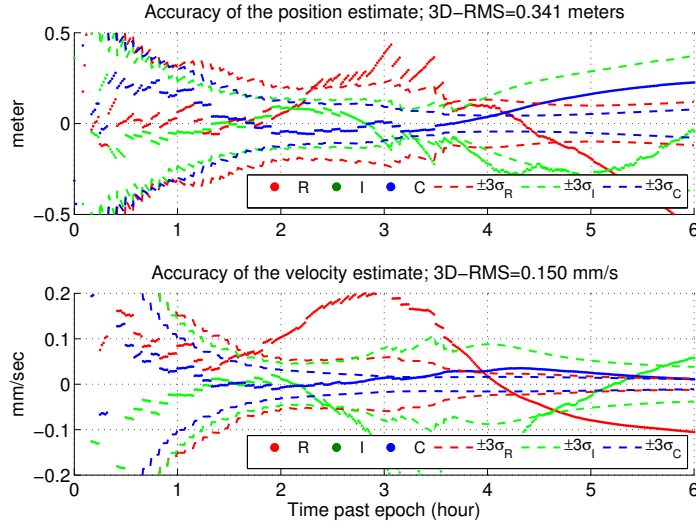 Accuracy of the position estimate; 3D−RMS=0.341 meters
0.5
0
−0.5
meter
0 1 2 3 4 5 6
R I C ±3σR ±3σI ±3σC
Accuracy of the velocity estimate; 3D−RMS=0.150 mm/s
0.2
0.1
0
−0.1
−0.2
mm/sec
0 1 2 3 4 5 6
R I C ±3σR ±3σI ±3σC
Time past epoch (hour)